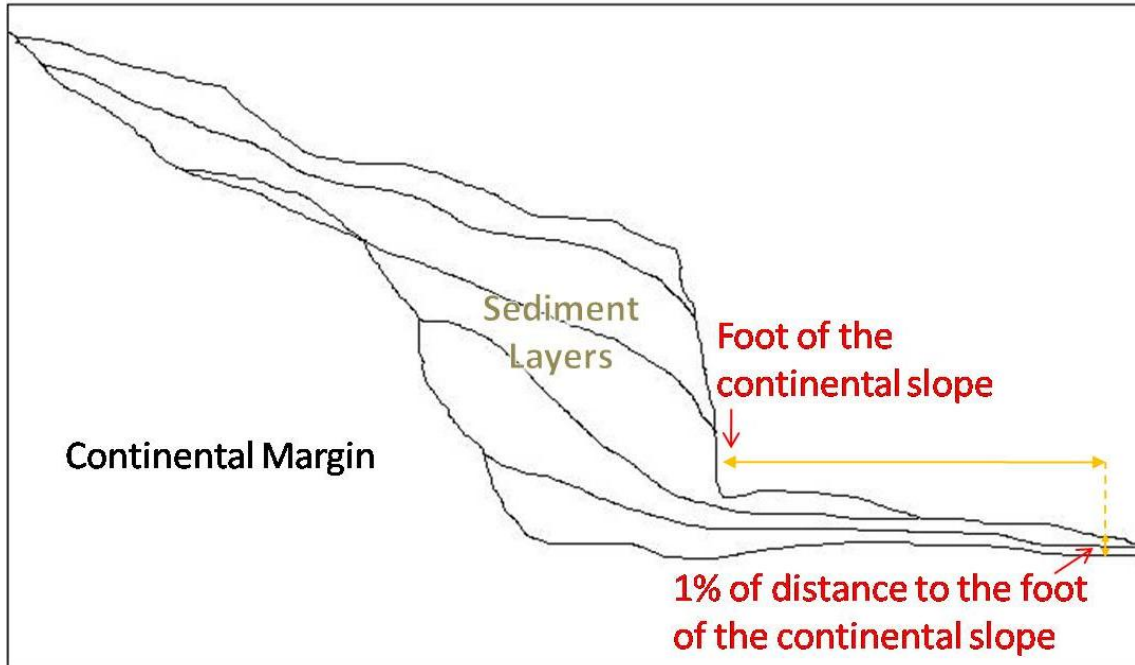 Sediment
Layers
Foot of the
continental slope
Continental Margin
1% of distance to the foot
of the continental slope